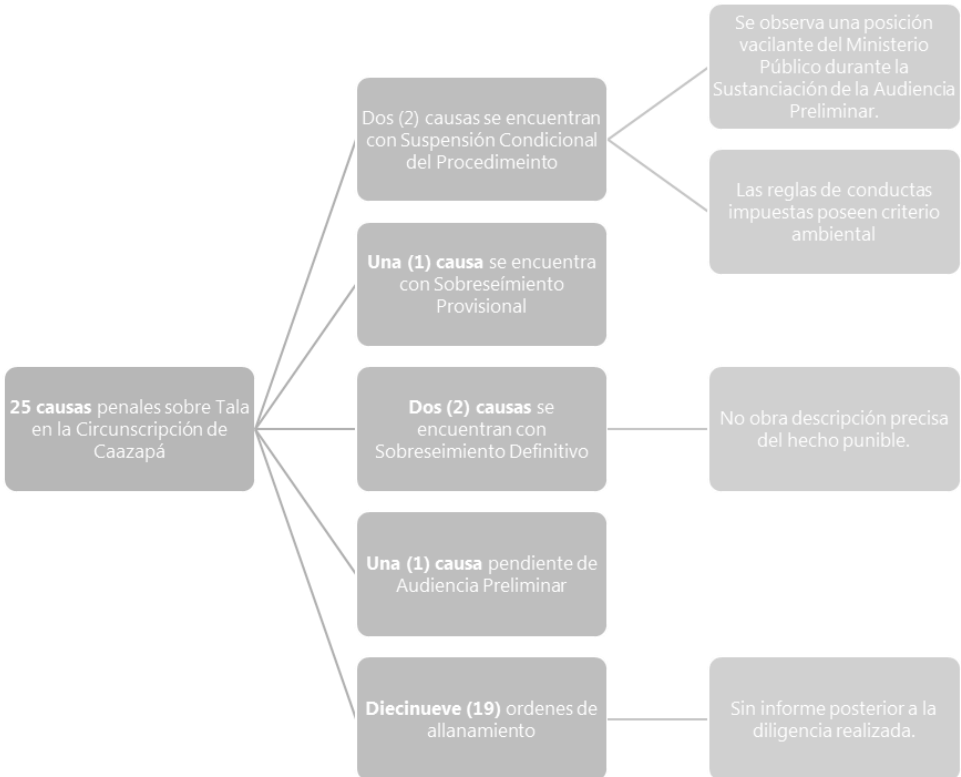 25 causas penales sobre Tala
en la Circunscripción de
Caazapá
Dos (2) causas se encuentran
con Suspensión Condicional
del Procedimeinto
Se observa una posición
vacilante del Ministerio
Público durante la
Sustanciación de la Audiencia
Preliminar.
Las reglas de conductas
impuestas poseen criterio
ambiental
Una (1) causa se encuentra
con Sobreseímiento
Provisional
Dos (2) causas se
encuentran con
Sobreseimiento Definitivo
No obra descripción precisa
del hecho punible.
Una (1) causa pendiente de
Audiencia Preliminar
Diecinueve (19) ordenes de
allanamiento
Sin informe posterior a la
diligencia realizada.